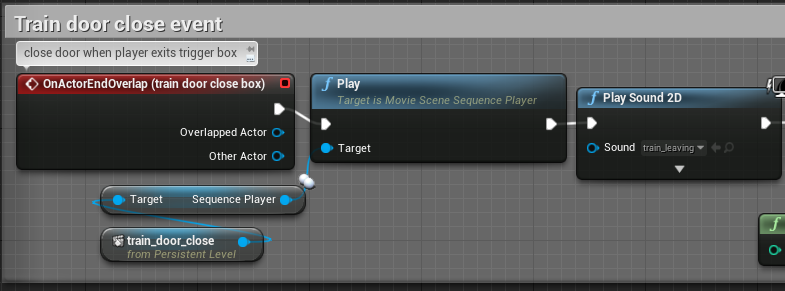 Train door close event
close door when player exits trigger box
OnActorEndOverlap (train door close box)
Overlapped Actor
Other Actor
f Play
Target is Movie Scene Sequence Player
Target
f Play Sound 2D
Sound train_leaving
Target Sequence Player
train_door_close
from Persistent Level
f